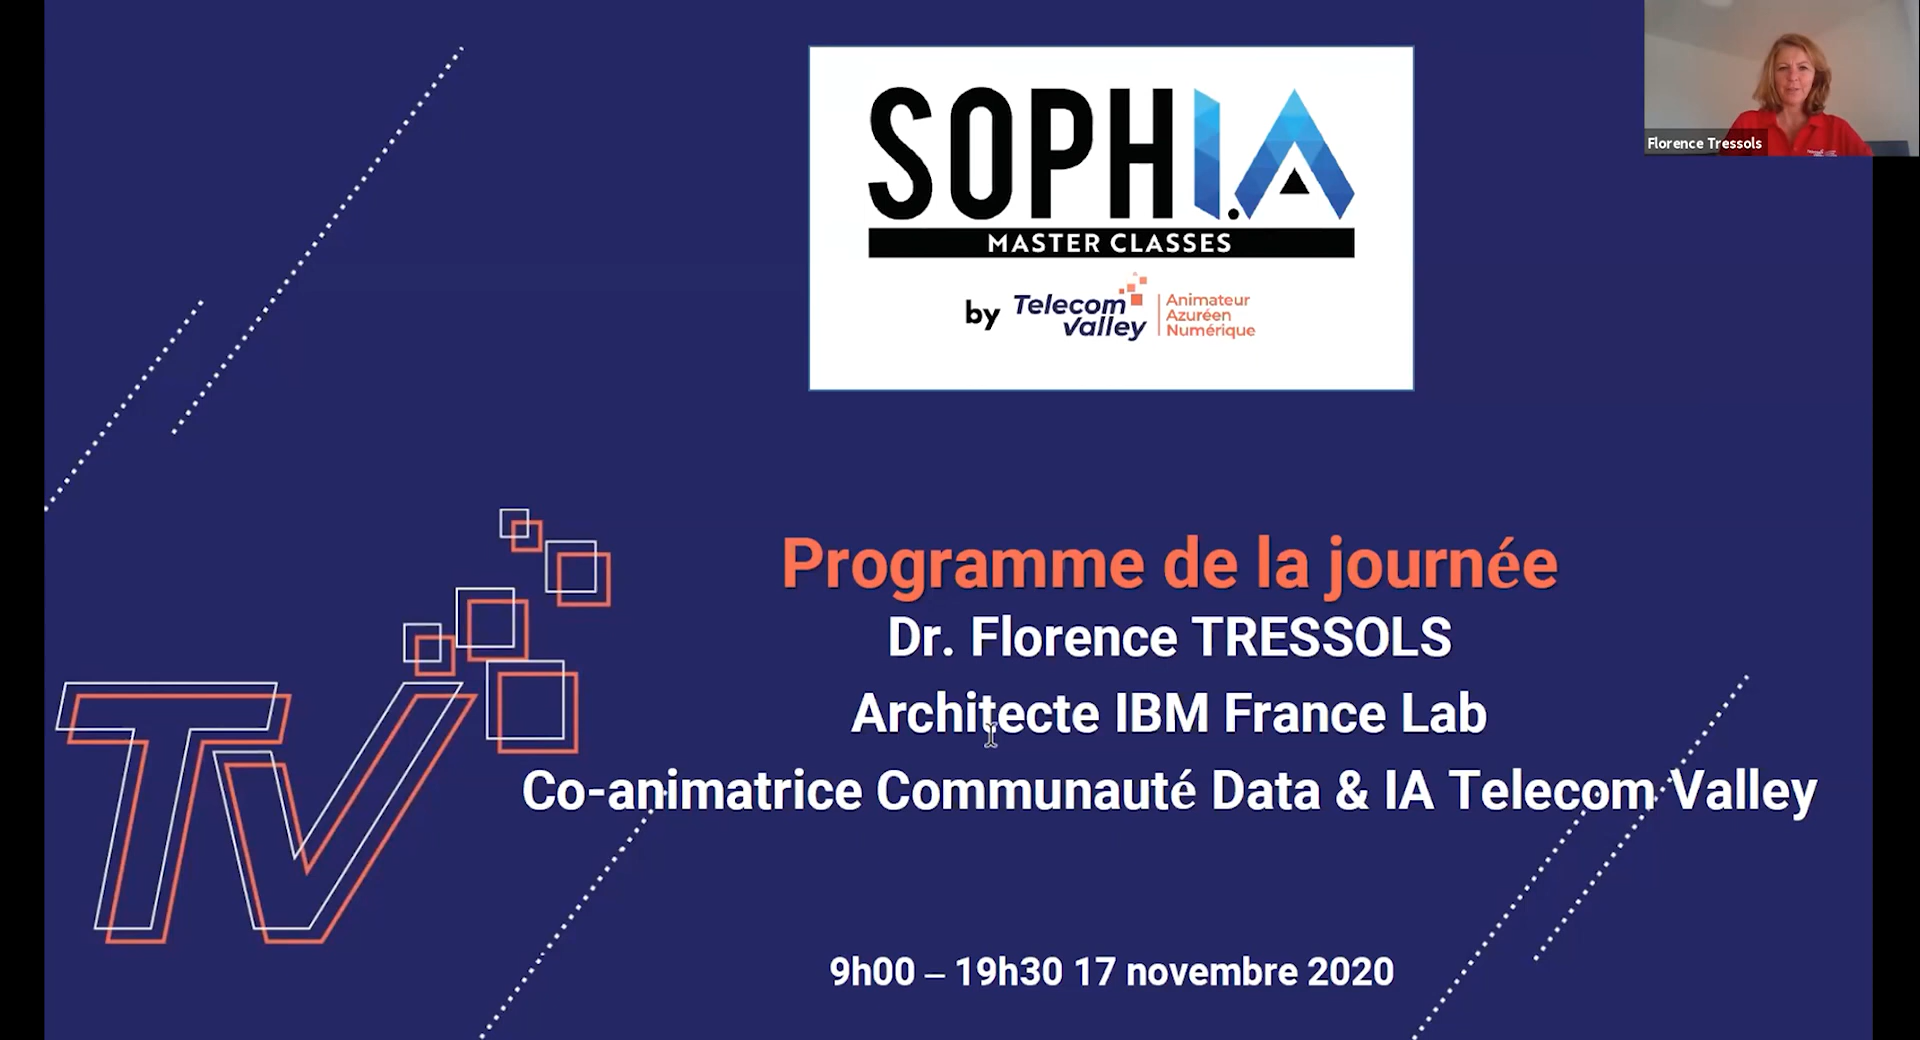 SOPHI.A
MASTER CLASSES
by Telecom Valley
Animateur
Azuréen
Numérique
Florence Tressols
Programme de la journée
Dr. Florence TRESSOLS
Architecte IBM France Lab
Co-animatrice Communauté Data & IA Telecom Valley
TV
9h00 – 19h30 17 novembre 2020